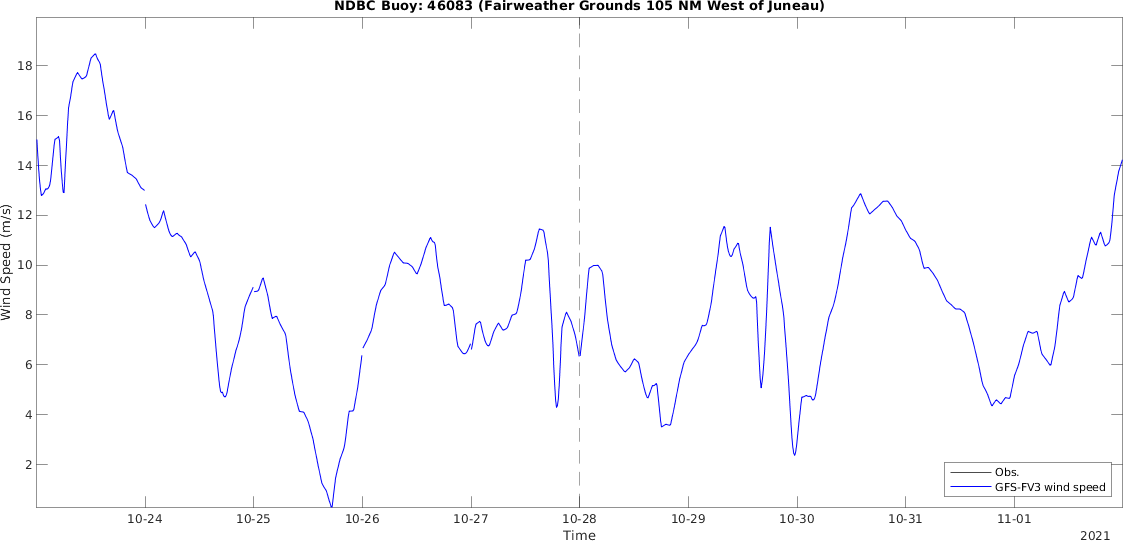 NDBC Buoy: 46083 (Fairweather Grounds 105 NM West of Juneau)
Wind Speed (m/s)
18
16
14
12
10
8
6
4
2
Obs.
GFS-FV3 wind speed
10-24 10-25 10-26 10-27 10-28 10-29 10-30 10-31 11-01
Time
2021